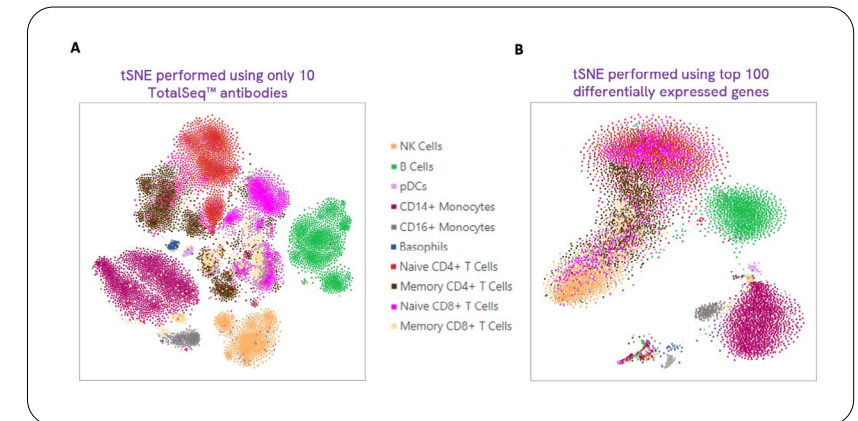 A
tSNE performed using only 10
TotalSeq™ antibodies
NK Cells
B Cells
pDCs
CD14+ Monocytes
CD16+ Monocytes
Basophils
Naive CD4+ T Cells
Memory CD4+ T Cells
Naive CD8+ T Cells
Memory CD8+ T Cells
B
tSNE performed using top 100
differentially expressed genes